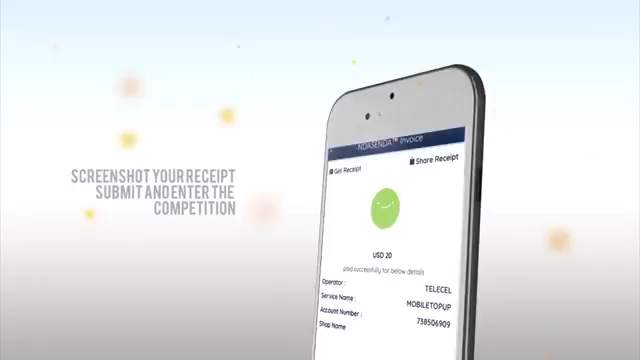 SCREENSHOT YOUR RECEIPT
SUBMIT AND ENTER THE
COMPETITION
NDASENDA™ Invoice
Get Receipt
Share Receipt
USD 20
paid successfully for below details
Operator :
TELECEL
Service Name :
MOBILETOPUP
Account Number :
738506909
Shop Name